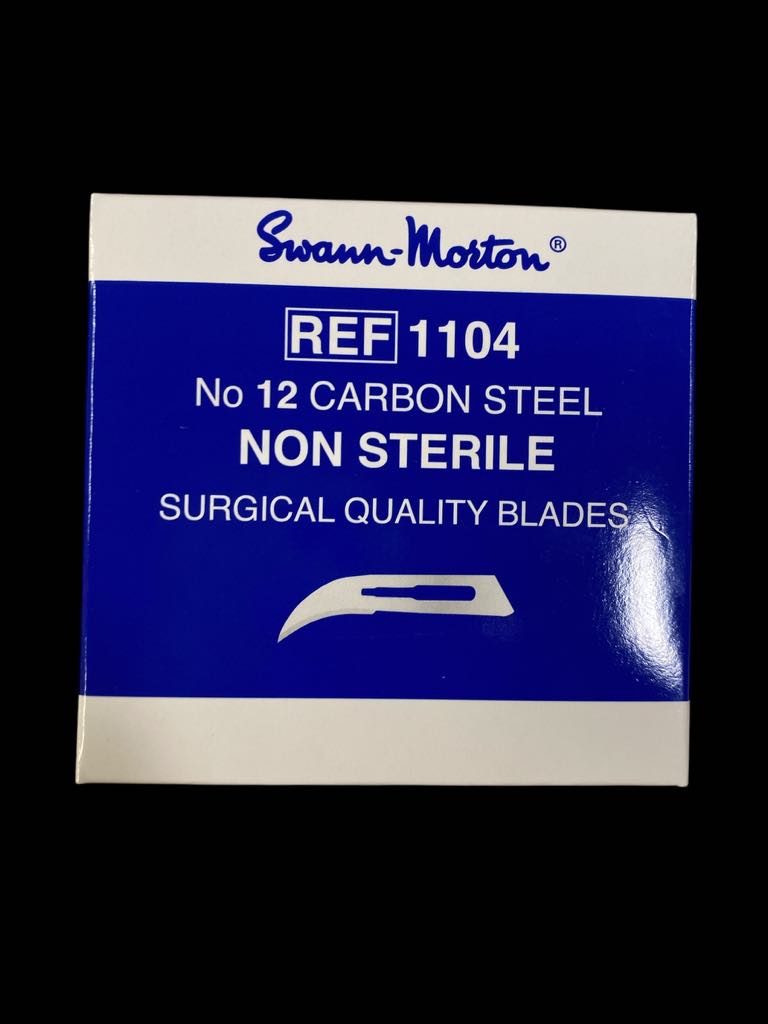 Swann-Morton®
REF 1104
No 12 CARBON STEEL
NON STERILE
SURGICAL QUALITY BLADES